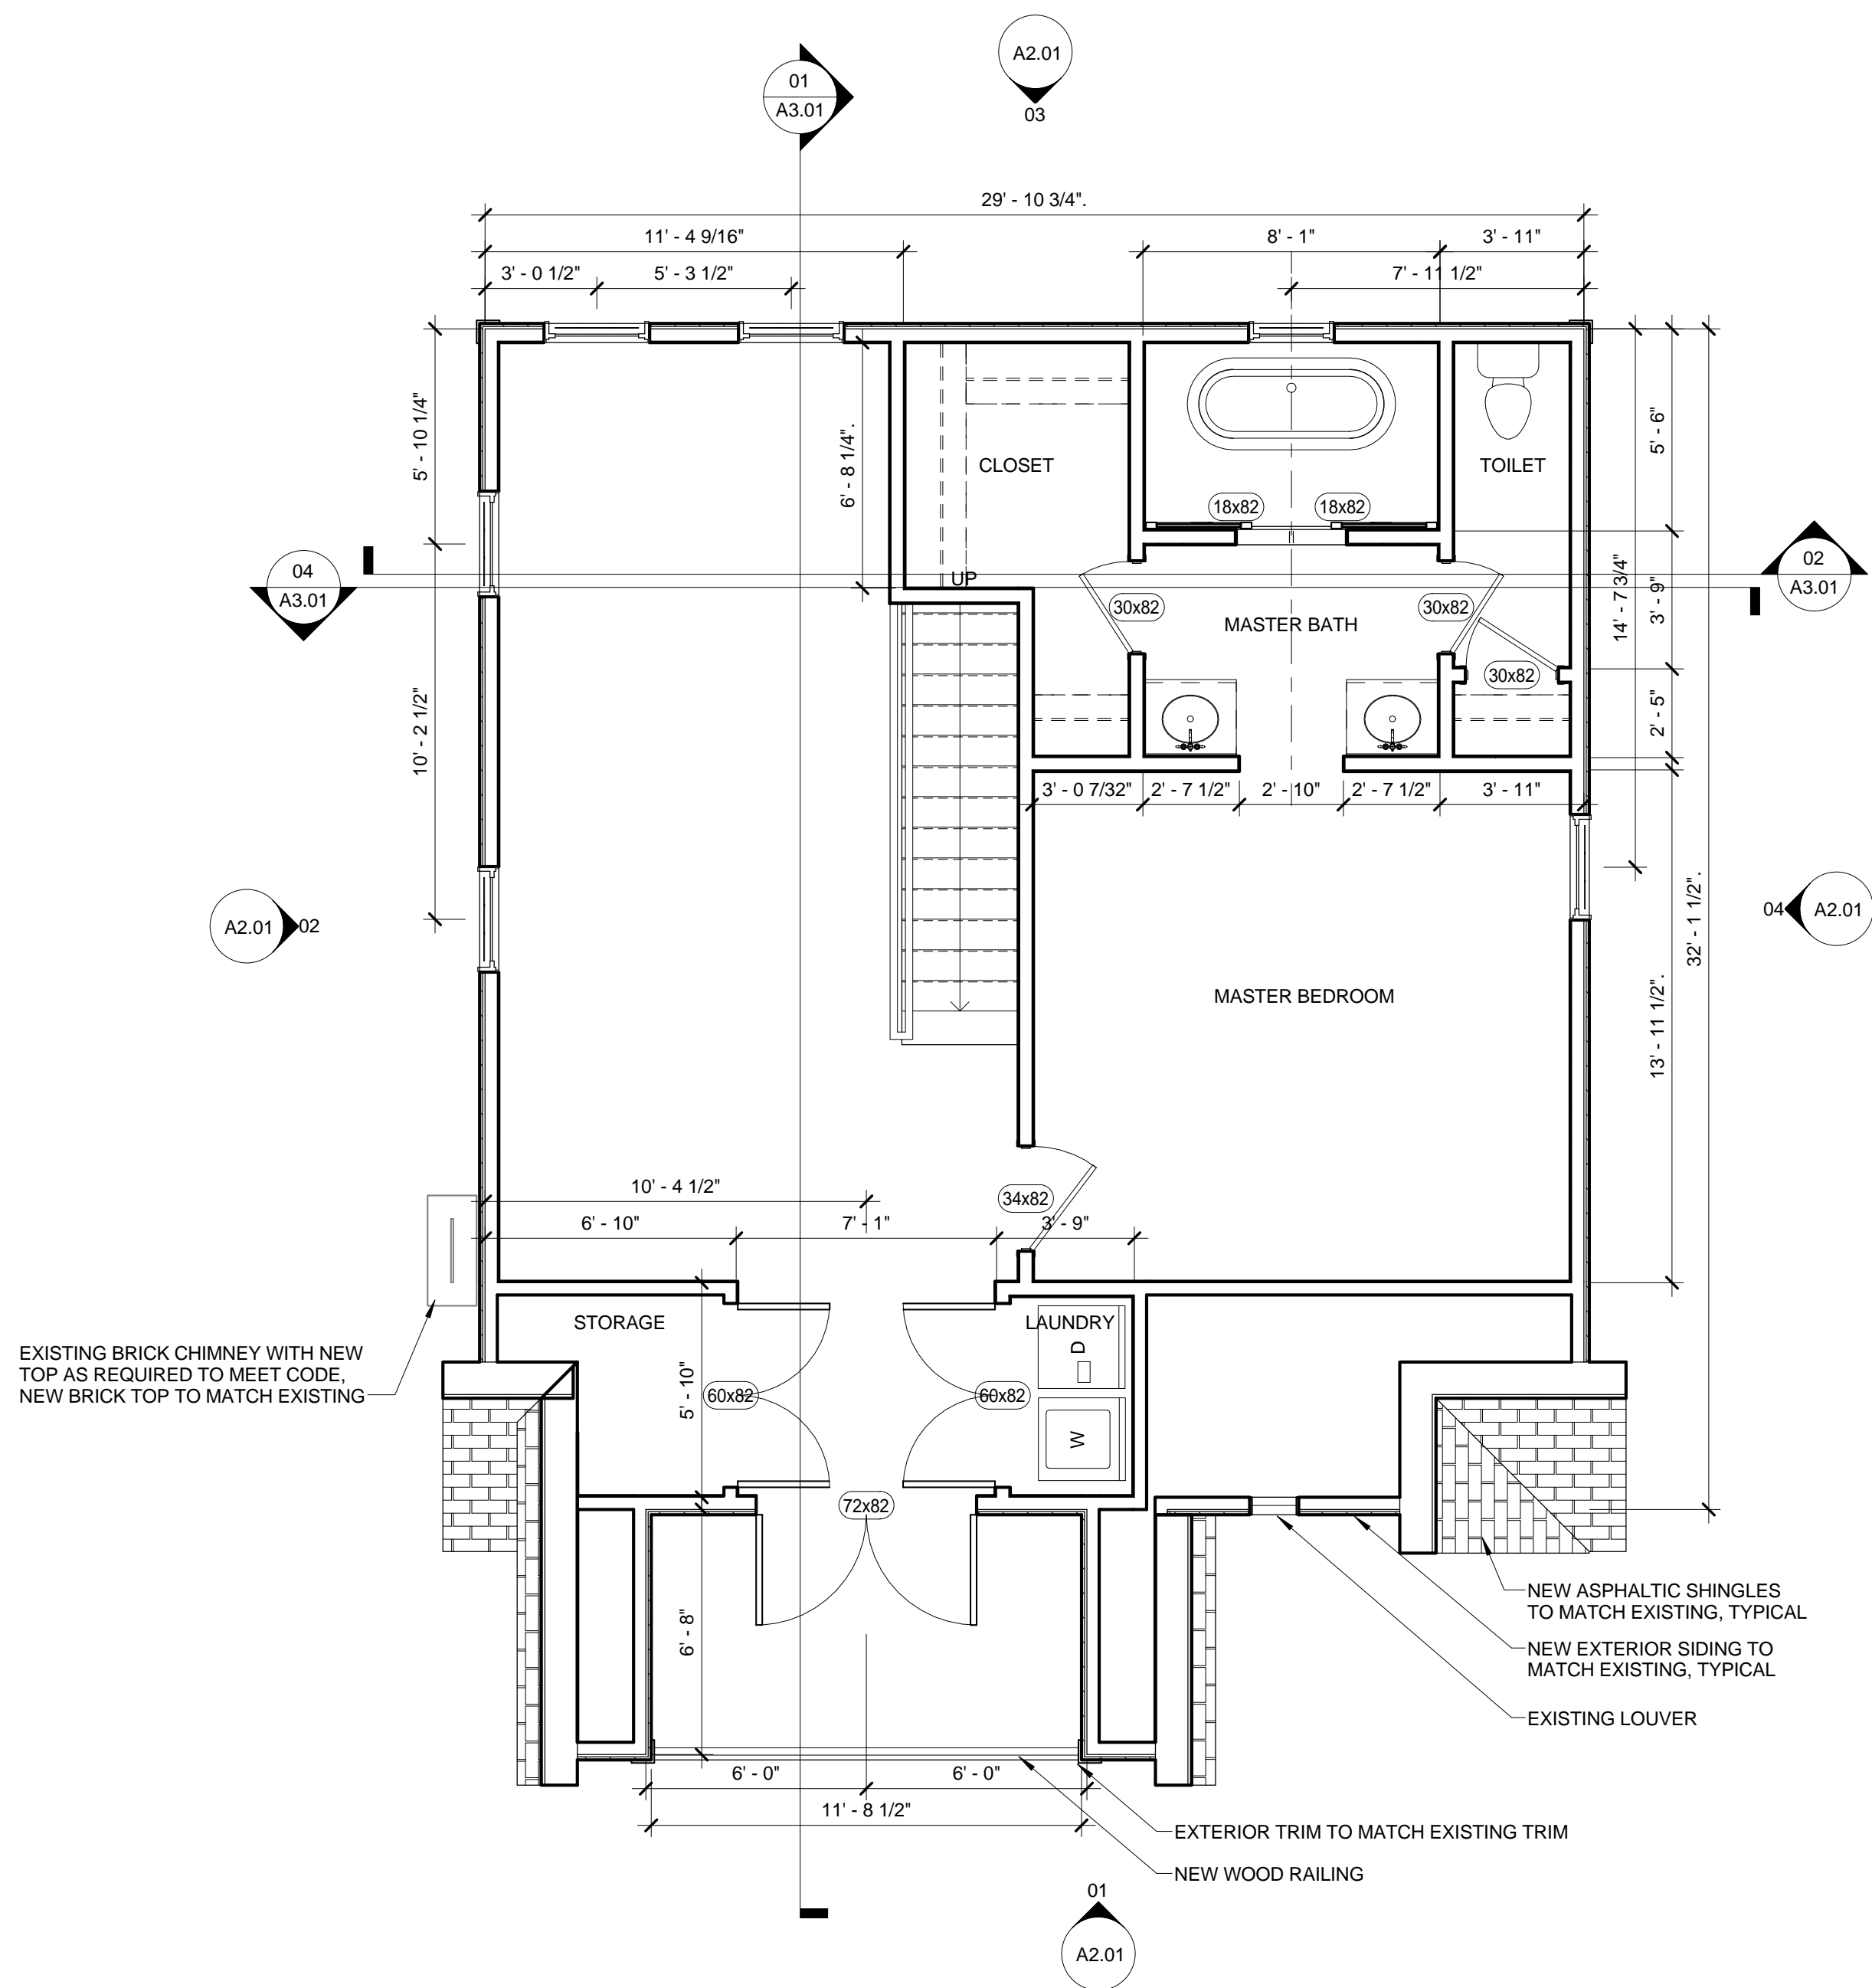 A2.01
03
01
A3.01
29' - 10 3/4".
11' - 4 9/16"
8' - 1"
3' - 11"
3' - 0 1/2"
5' - 3 1/2"
7' - 11 1/2"
5' - 10 1/4"
6' - 8 1/4".
CLOSET
TOILET
5' - 6"
18x82
18x82
04
A3.01
UP
02
A3.01
30x82
MASTER BATH
30x82
14' - 7 3/4"
3' - 9"
30x82
10' - 2 1/2"
2' - 5"
3' - 0 7/32"
2' - 7 1/2"
2' - 10"
2' - 7 1/2"
3' - 11"
A2.01
02
04
A2.01
32' - 1 1/2".
MASTER BEDROOM
13' - 11 1/2".
10' - 4 1/2"
34x82
6' - 10"
7' - 1"
3' - 9"
STORAGE
LAUNDRY
D
EXISTING BRICK CHIMNEY WITH NEW
TOP AS REQUIRED TO MEET CODE,
NEW BRICK TOP TO MATCH EXISTING
5' - 10"
60x82
60x82
W
72x82
6' - 8"
NEW ASPHALTIC SHINGLES
TO MATCH EXISTING, TYPICAL
NEW EXTERIOR SIDING TO
MATCH EXISTING, TYPICAL
EXISTING LOUVER
6' - 0"
6' - 0"
11' - 8 1/2"
EXTERIOR TRIM TO MATCH EXISTING TRIM
NEW WOOD RAILING
01
A2.01